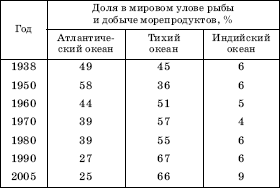 Год
Доля в мировом улове рыбы
и добыче морепродуктов, %
Атлантиче-
ский океан
Тихий
океан
Индийский
океан
1938 49 45 6
1950 58 36 6
1960 44 51 5
1970 39 57 4
1980 39 55 6
1990 27 67 6
2005 25 66 9